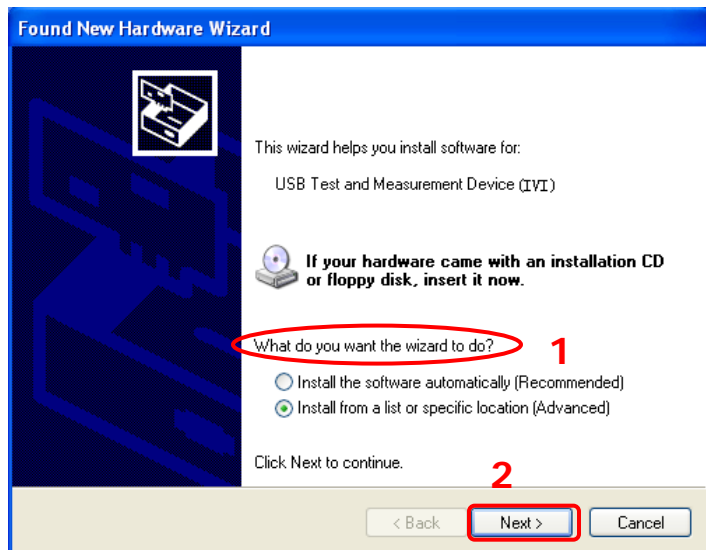 Found New Hardware Wizard
This wizard helps you install software for:
USB Test and Measurement Device (IVI)
If your hardware came with an installation CD
or floppy disk, insert it now.
What do you want the wizard to do?
1
Install the software automatically (Recommended)
Install from a list or specific location (Advanced)
Click Next to continue.
2
< Back
Next >
Cancel